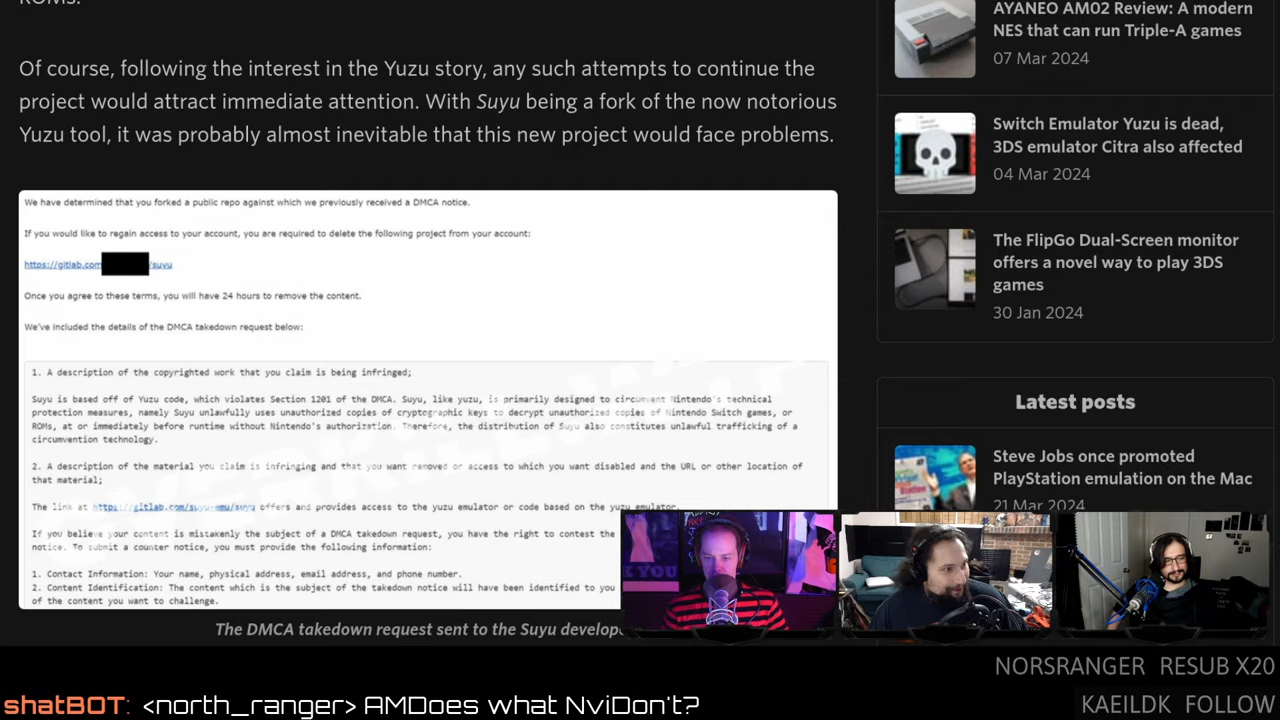 ROMs.
Of course, following the interest in the Yuzu story, any such attempts to continue the
project would attract immediate attention. With Suyu being a fork of the now notorious
Yuzu tool, it was probably almost inevitable that this new project would face problems.
We have determined that you forked a public repo against which we previously received a DMCA notice.
If you would like to regain access to your account, you are required to delete the following project from your account:
https://gitlab.com /suyu
Once you agree to these terms, you will have 24 hours to remove the content.
We've included the details of the DMCA takedown request below:
1. A description of the copyrighted work that you claim is being infringed;
Suyu is based off of Yuzu code, which violates Section 1201 of the DMCA. Suyu, like yuzu, is primarily designed to circumvent Nintendo's technical
protection measures, namely Suyu unlawfully uses unauthorized copies of cryptographic keys to decrypt unauthorized copies of Nintendo Switch games, or
ROMs, at or immediately before runtime without Nintendo's authorization. Therefore, the distribution of Suyu also constitutes unlawful trafficking of a
circumvention technology.
2. A description of the material you claim is infringing and that you want removed or access to which you want disabled and the URL or other location of
that material;
The link at https://gitlab.com/suyu-emu/suyu offers and provides access to the yuzu emulator or code based on the yuzu emulator.
If you believe your content is mistakenly the subject of a DMCA takedown request, you have the right to contest the
notice. To submit a counter notice, you must provide the following information:
1. Contact Information: Your name, physical address, email address, and phone number.
2. Content Identification: The content which is the subject of the takedown notice will have been identified to you
of the content you want to challenge.
The DMCA takedown request sent to the Suyu
AYANEO AM02 Review: A modern
NES that can run Triple-A games
07 Mar 2024
Switch Emulator Yuzu is dead,
3DS emulator Citra also affected
04 Mar 2024
The FlipGo Dual-Screen monitor
offers a novel way to play 3DS
games
30 Jan 2024
Latest posts
Steve Jobs once promoted
PlayStation emulation on the Mac
21 Mar 2024
K YOU
NORSRANGER RESUB X20
shatBOT: <north_ranger> AMDoes what NviDon't?
KAEILDK FOLLOW